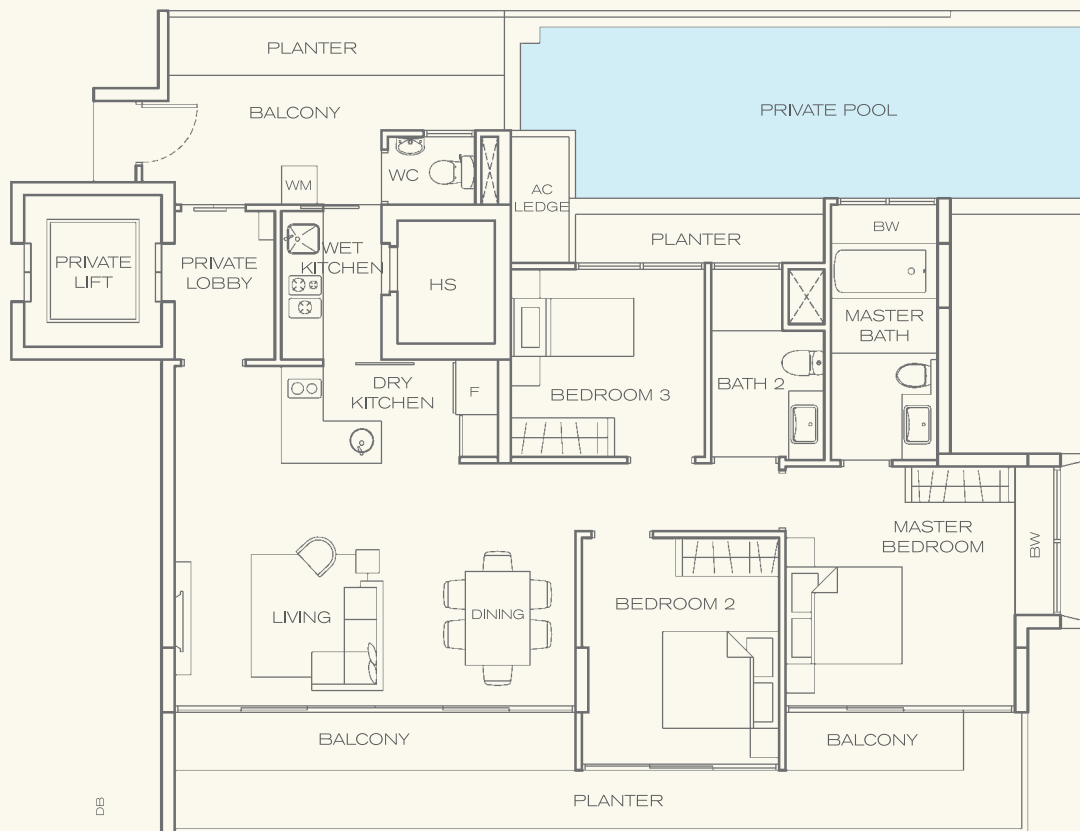 PLANTER
BALCONY
PRIVATE POOL
WM
WC
AC
LEDGE
PLANTER
BW
PRIVATE
LIFT
PRIVATE
LOBBY
WET
KITCHEN
HS
MASTER
BATH
DRY
KITCHEN
F
BEDROOM 3
BATH 2
MASTER
BEDROOM
BW
LIVING
DINING
BEDROOM 2
BALCONY
BALCONY
PLANTER
DB